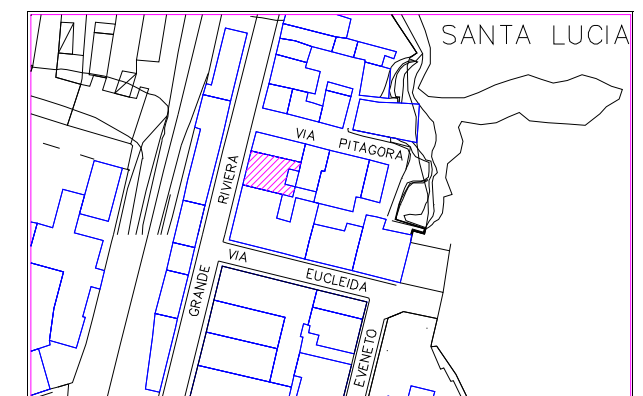 SANTA LUCIA
VIA PITAGORA
RIVIERA GRANDE
VIA EUCLEIDA
EVENETO